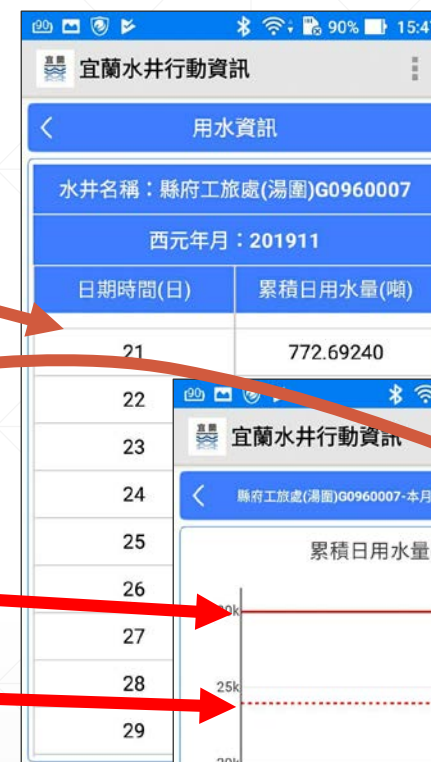 90 90% 15:4
宜蘭水井行動資訊
用水資訊
水井名稱：縣府工旅處(湯圍)G0960007
西元年月：201911
日期時間(日) 累積日用水量(噸)
21 772.69240
22
23
24
25
26
27
28
29
90
宜蘭水井行動資訊
縣府工旅處(湯圍)G0960007-本月
累積日用水量
25k